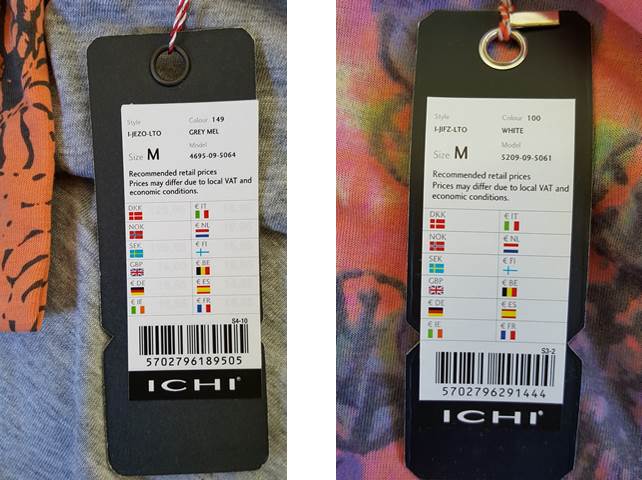 Style Colour 149
I-JEZO-LTO GREY MEL
Size M Model
4695-09-5064
Recommended retail prices
Prices may differ due to local VAT and
economic conditions.
DKK € IT
NOK € NL
SEK € FI
GBP € BE
€ DE € ES
€ IE € FR
S4-10
5702796189505
ICHI®
Style Colour 100
I-JIFZ-LTO WHITE
Size M Model
5209-09-5061
Recommended retail prices
Prices may differ due to local VAT and
economic conditions.
DKK € IT
NOK € NL
SEK € FI
GBP € BE
€ DE € ES
€ IE € FR
S3-2
5702796291444
ICHI®